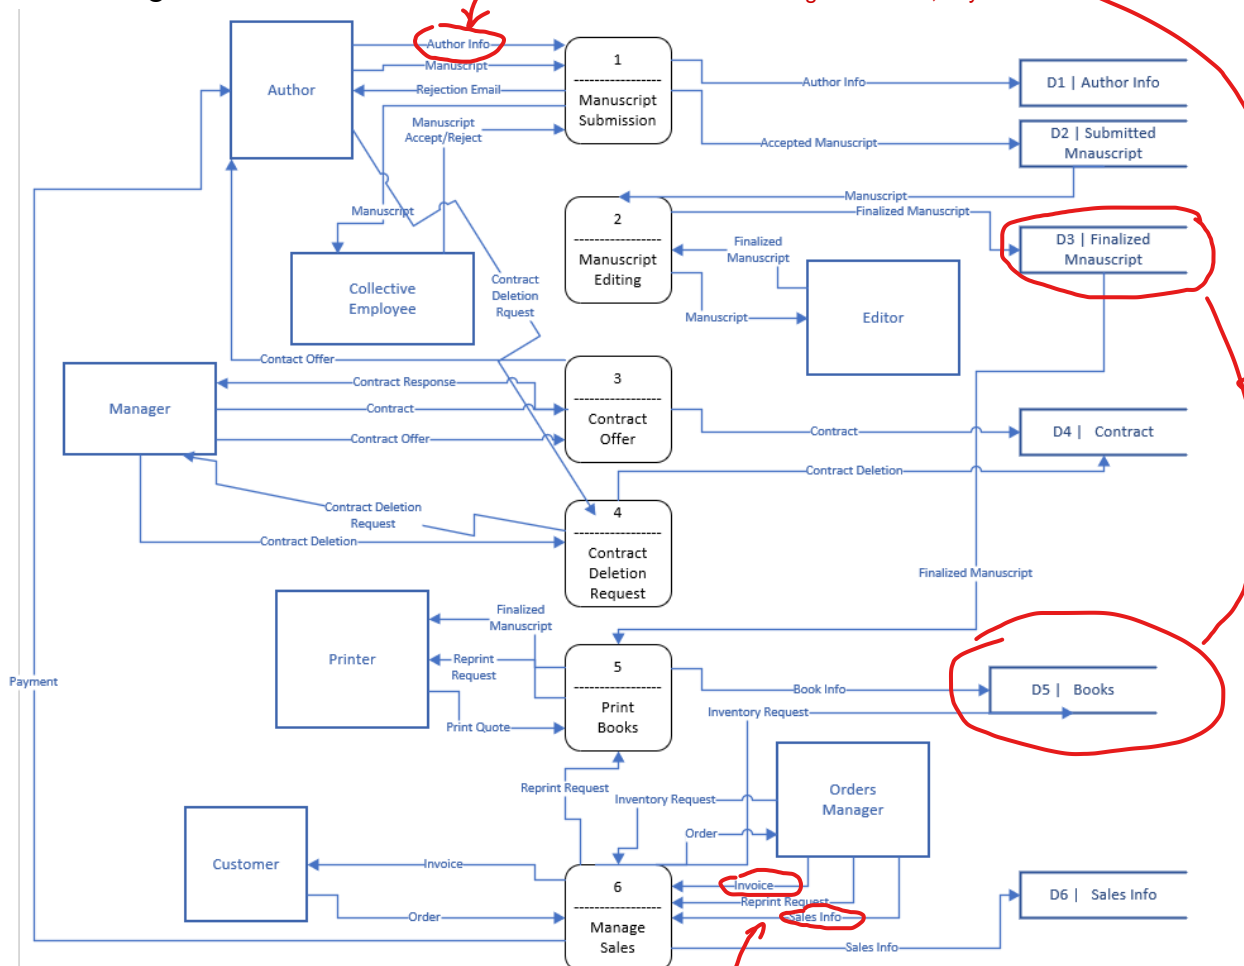 Author Info
Manuscript
Rejection Email
Manuscript
Accept/Reject
Author
1
Manuscript
Submission
Author Info
D1 | Author Info
Accepted Manuscript
D2 | Submitted
Mnauscript
Manuscript
Manuscript
Finalized Manuscript
2
Manuscript
Editing
Finalized
Manuscript
Manuscript
D3 | Finalized
Mnauscript
Collective
Employee
Contract
Deletion
Rquest
Editor
Contact Offer
Contract Response
Contract
Contract Offer
Manager
3
Contract
Offer
Contract
D4 | Contract
Contract Deletion
Contract Deletion
Request
Contract Deletion
4
Contract
Deletion
Request
Finalized Manuscript
Finalized
Manuscript
Printer
Reprint
Request
Print Quote
5
Print
Books
Book Info
D5 | Books
Inventory Request
Payment
Reprint Request
Inventory Request
Orders
Manager
Order
Customer
Invoice
Order
6
Manage
Sales
Invoice
Reprint Request
Sales Info
Sales Info
D6 | Sales Info